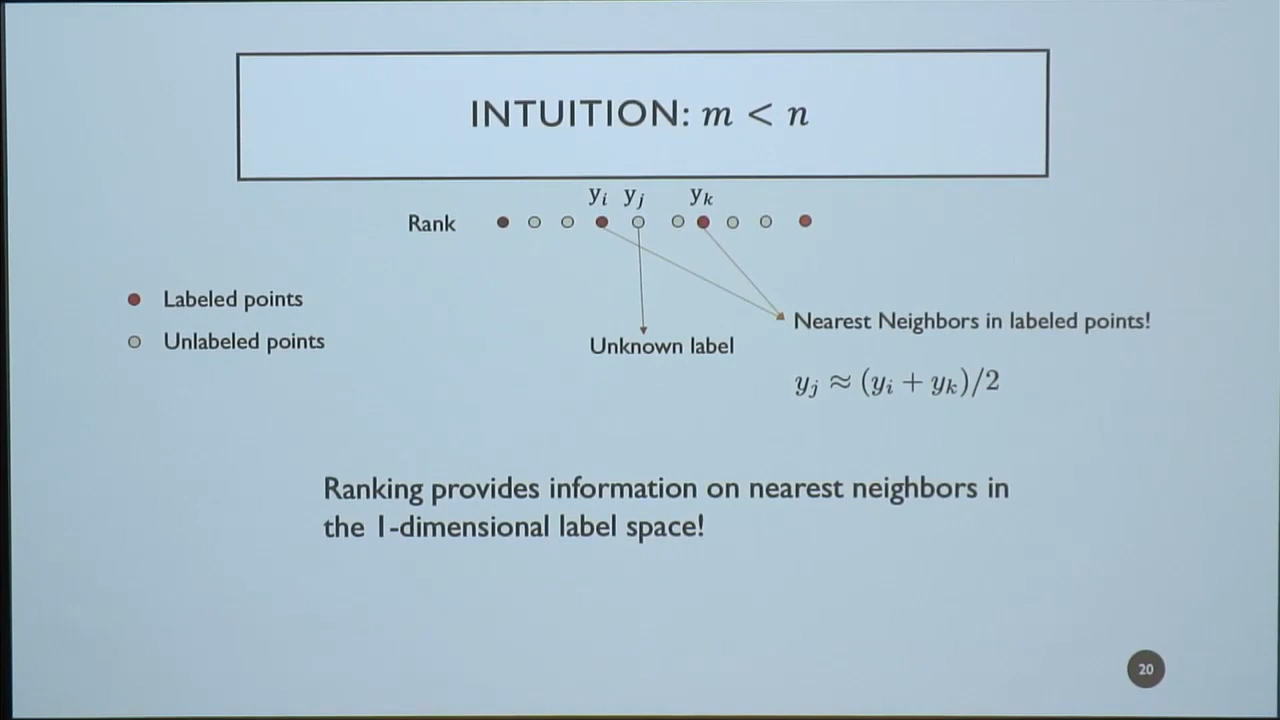 INTUITION: m < n
y_i y_j y_k
Rank
Labeled points
Unlabeled points
Unknown label
Nearest Neighbors in labeled points!
y_j ≈ (y_i + y_k)/2
Ranking provides information on nearest neighbors in
the 1-dimensional label space!
20